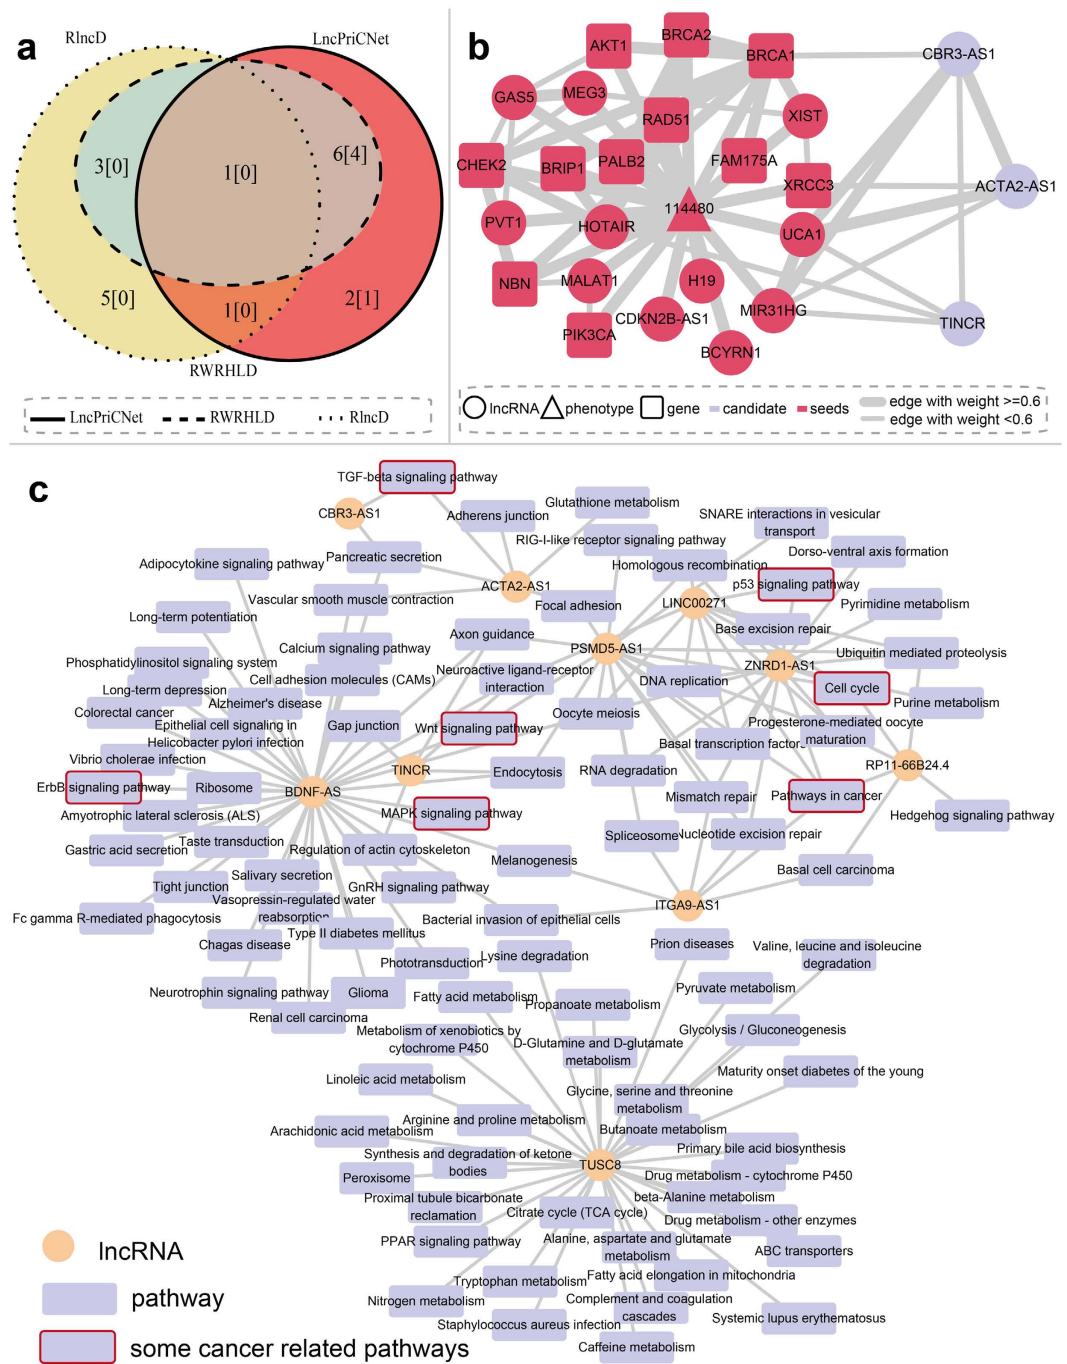 a
RlncD
LncPriCNet
3[0]
1[0]
6[4]
5[0]
1[0]
2[1]
RWRHLD
LncPriCNet
RWRHLD
RlncD
b
AKT1
BRCA2
BRCA1
CBR3-AS1
GAS5
MEG3
RAD51
XIST
CHEK2
BRIP1
PALB2
FAM175A
XRCC3
ACTA2-AS1
114480
PVT1
HOTAIR
UCA1
NBN
MALAT1
H19
MIR31HG
PIK3CA
CDKN2B-AS1
TINCR
BCYRN1
lncRNA
phenotype
gene
candidate
seeds
edge with weight >=0.6
edge with weight <0.6
c
TGF-beta signaling pathway
CBR3-AS1
Adherens junction
Glutathione metabolism
SNARE interactions in vesicular
transport
RIG-I-like receptor signaling pathway
Dorso-ventral axis formation
Adipocytokine signaling pathway
Pancreatic secretion
Homologous recombination
p53 signaling pathway
ACTA2-AS1
Vascular smooth muscle contraction
Focal adhesion
LINC00271
Pyrimidine metabolism
Long-term potentiation
Axon guidance
Base excision repair
Calcium signaling pathway
PSMD5-AS1
Ubiquitin mediated proteolysis
Phosphatidylinositol signaling system
Neuroactive ligand-receptor
interaction
ZNRD1-AS1
Cell adhesion molecules (CAMs)
DNA replication
Cell cycle
Long-term depression
Alzheimer's disease
Purine metabolism
Colorectal cancer
Epithelial cell signaling in
Helicobacter pylori infection
Gap junction
Wnt signaling pathway
Oocyte meiosis
Progesterone-mediated oocyte
maturation
Basal transcription factors
Vibrio cholerae infection
TINCR
Endocytosis
RNA degradation
RP11-66B24.4
ErbB signaling pathway
Ribosome
BDNF-AS
Mismatch repair
Pathways in cancer
Amyotrophic lateral sclerosis (ALS)
MAPK signaling pathway
Hedgehog signaling pathway
Taste transduction
Spliceosome
Nucleotide excision repair
Gastric acid secretion
Regulation of actin cytoskeleton
Melanogenesis
Basal cell carcinoma
Salivary secretion
Tight junction
GnRH signaling pathway
Vasopressin-regulated water
reabsorption
ITGA9-AS1
Fc gamma R-mediated phagocytosis
Bacterial invasion of epithelial cells
Type II diabetes mellitus
Chagas disease
Prion diseases
Valine, leucine and isoleucine
degradation
Phototransduction
Lysine degradation
Neurotrophin signaling pathway
Glioma
Fatty acid metabolism
Propanoate metabolism
Pyruvate metabolism
Renal cell carcinoma
Metabolism of xenobiotics by
cytochrome P450
D-Glutamine and D-glutamate
metabolism
Glycolysis / Gluconeogenesis
Linoleic acid metabolism
Maturity onset diabetes of the young
Glycine, serine and threonine
metabolism
Arginine and proline metabolism
Arachidonic acid metabolism
Butanoate metabolism
Synthesis and degradation of ketone
bodies
Primary bile acid biosynthesis
Peroxisome
TUSC8
Drug metabolism - cytochrome P450
Proximal tubule bicarbonate
reclamation
beta-Alanine metabolism
Citrate cycle (TCA cycle)
Drug metabolism - other enzymes
PPAR signaling pathway
Alanine, aspartate and glutamate
metabolism
ABC transporters
Tryptophan metabolism
Fatty acid elongation in mitochondria
Nitrogen metabolism
Complement and coagulation
cascades
Staphylococcus aureus infection
Systemic lupus erythematosus
Caffeine metabolism
lncRNA
pathway
some cancer related pathways